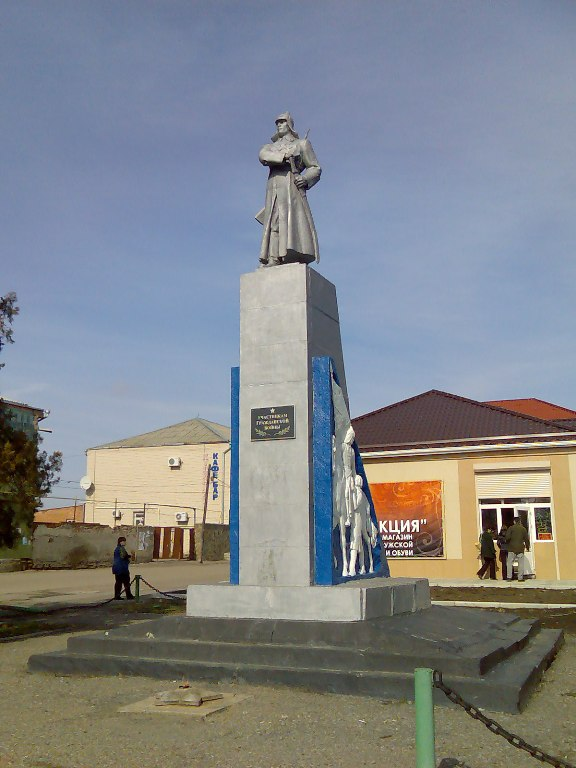 УЧАСТНИКАМ
ГРАЖДАНСКОЙ
ВОЙНЫ
КАФЕ-БАР
КЦИЯ"
МАГАЗИН
УЖСКОЙ
И ОБУВИ